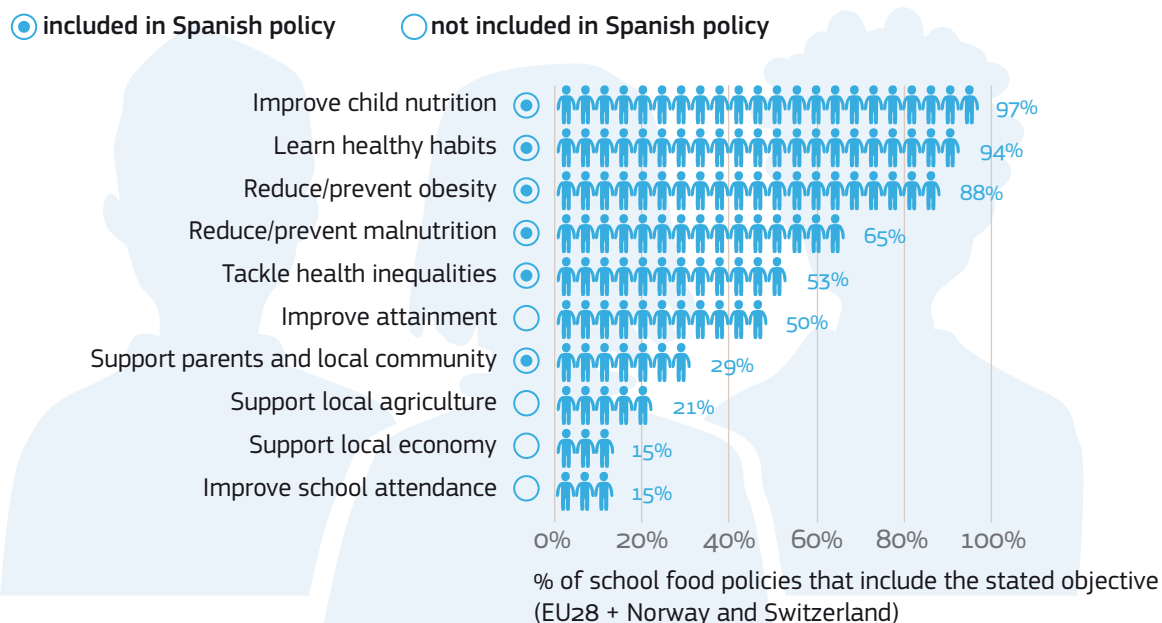 included in Spanish policy not included in Spanish policy
Improve child nutrition 97%
Learn healthy habits 94%
Reduce/prevent obesity 88%
Reduce/prevent malnutrition 65%
Tackle health inequalities 53%
Improve attainment 50%
Support parents and local community 29%
Support local agriculture 21%
Support local economy 15%
Improve school attendance 15%
0% 20% 40% 60% 80% 100%
% of school food policies that include the stated objective
(EU28 + Norway and Switzerland)